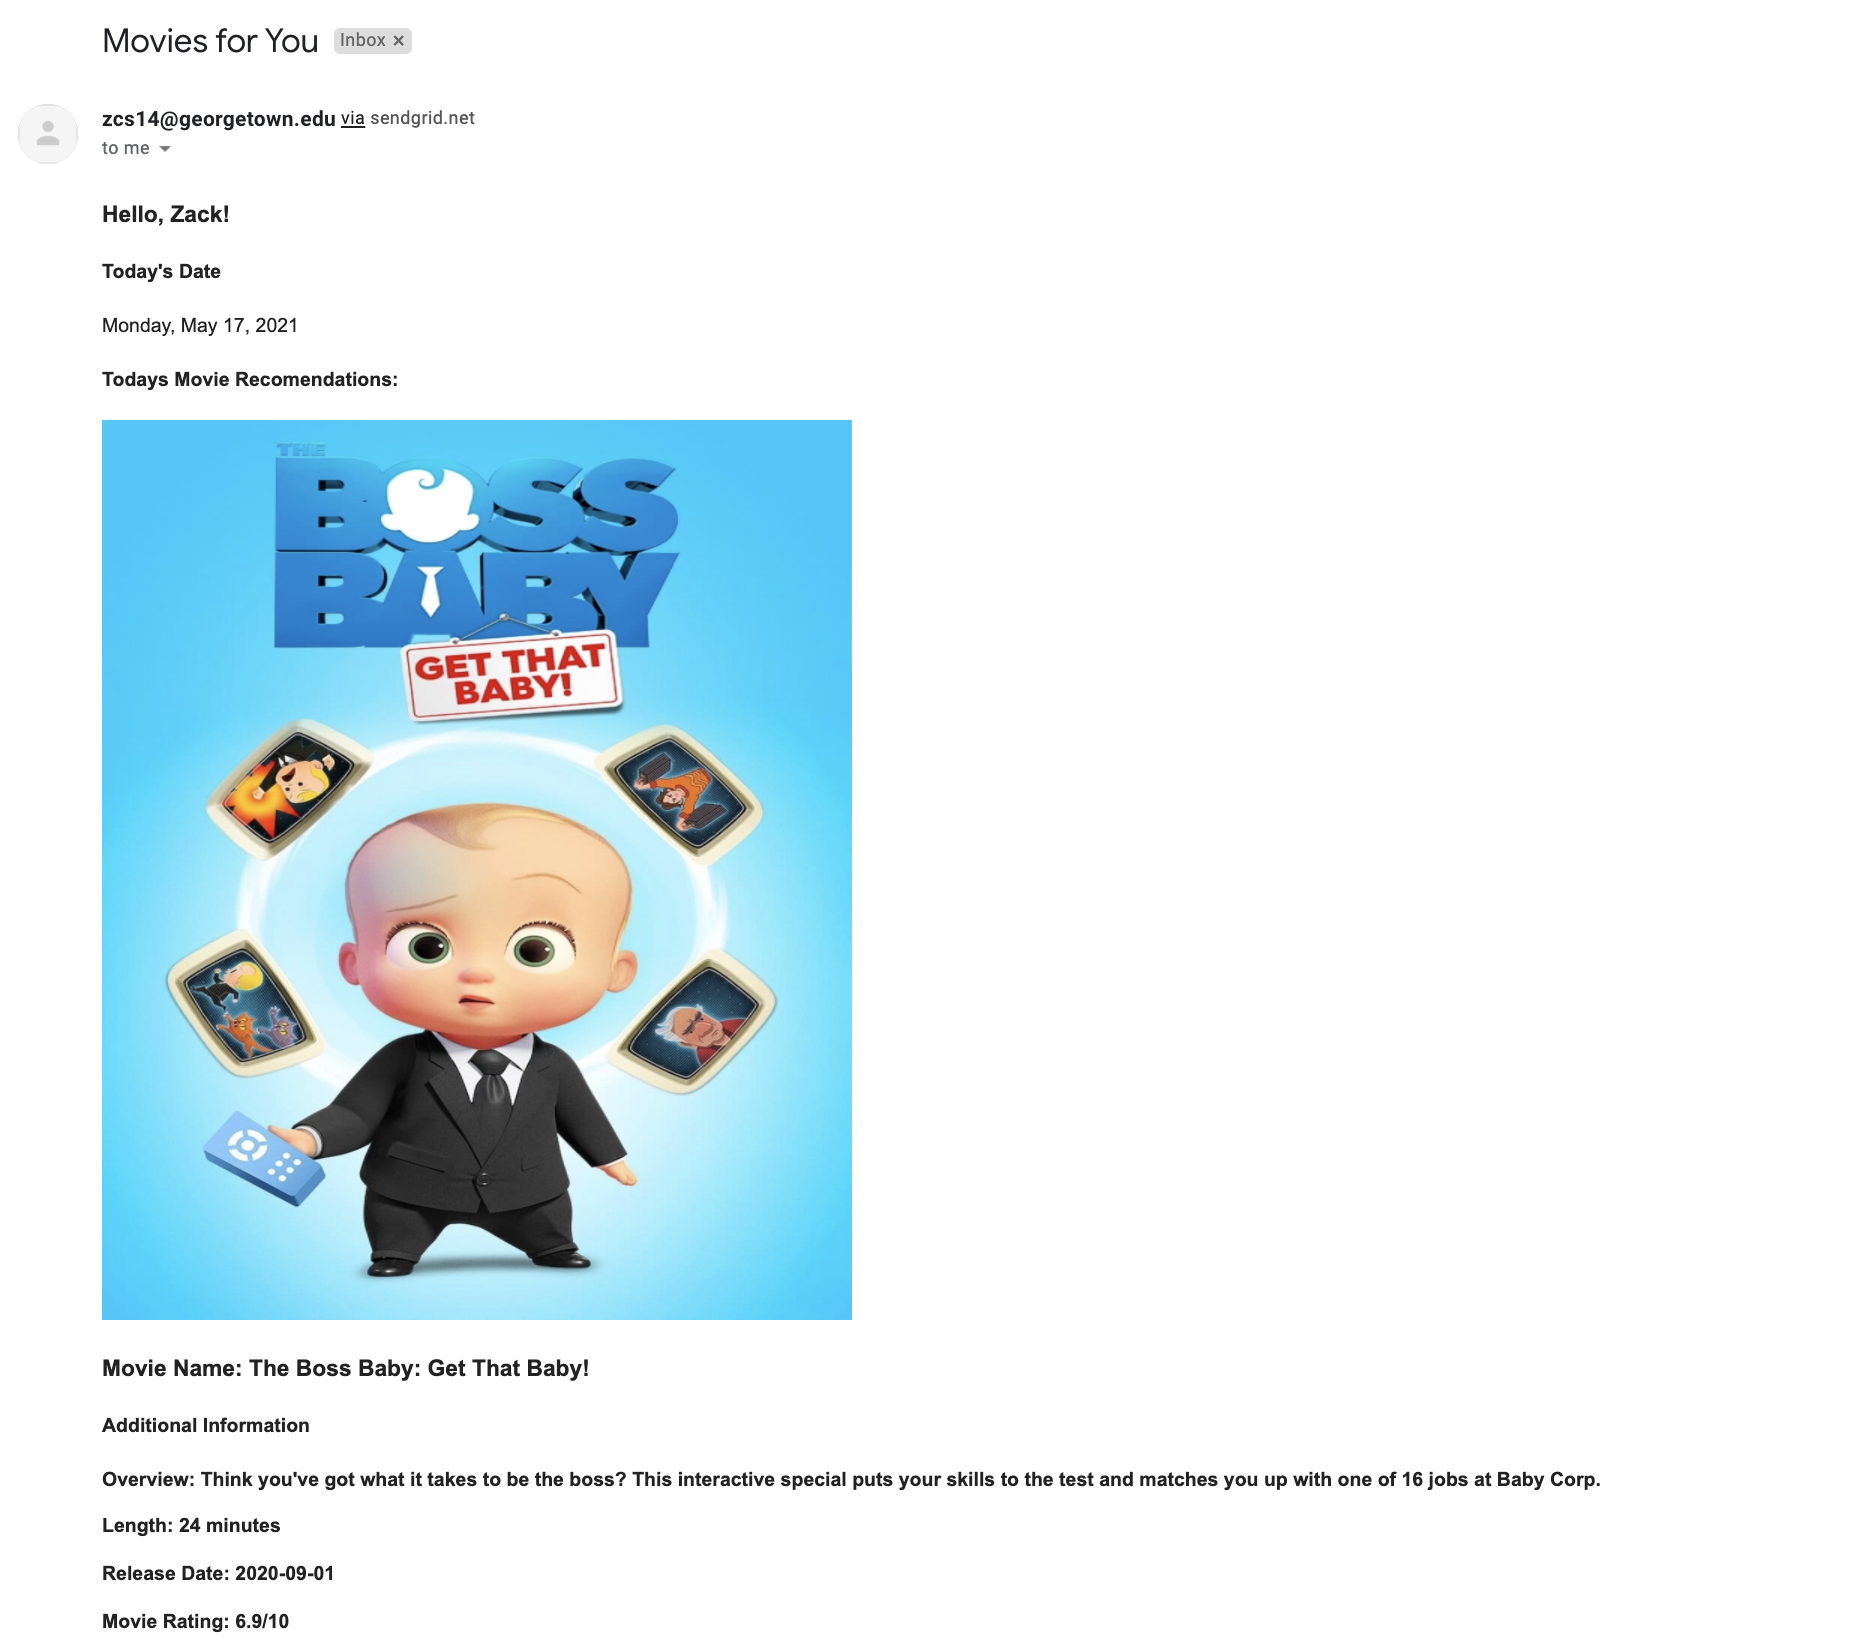 Movies for You Inbox ×
zcs14@georgetown.edu via sendgrid.net
to me
Hello, Zack!
Today's Date
Monday, May 17, 2021
Todays Movie Recomendations:
THE
BOSS
BABY
GET THAT
BABY!
Movie Name: The Boss Baby: Get That Baby!
Additional Information
Overview: Think you've got what it takes to be the boss? This interactive special puts your skills to the test and matches you up with one of 16 jobs at Baby Corp.
Length: 24 minutes
Release Date: 2020-09-01
Movie Rating: 6.9/10